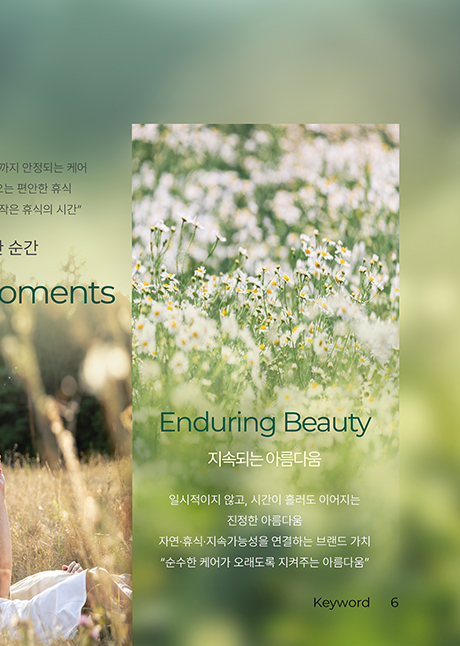 까지 안정되는 케어
는 편안한 휴식
작은 휴식의 시간”
순간
oments
Enduring Beauty
지속되는 아름다움
일시적이지 않고, 시간이 흘러도 이어지는
진정한 아름다움
자연·휴식·지속가능성을 연결하는 브랜드 가치
“순수한 케어가 오래도록 지켜주는 아름다움”
Keyword 6